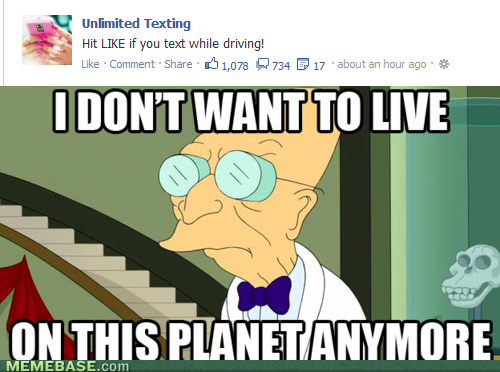 Unlimited Texting
Hit LIKE if you text while driving!
Like · Comment · Share · 1,078 734 17 · about an hour ago ·
I DON'T WANT TO LIVE
ON THIS PLANET ANYMORE
MEMEBASE.com